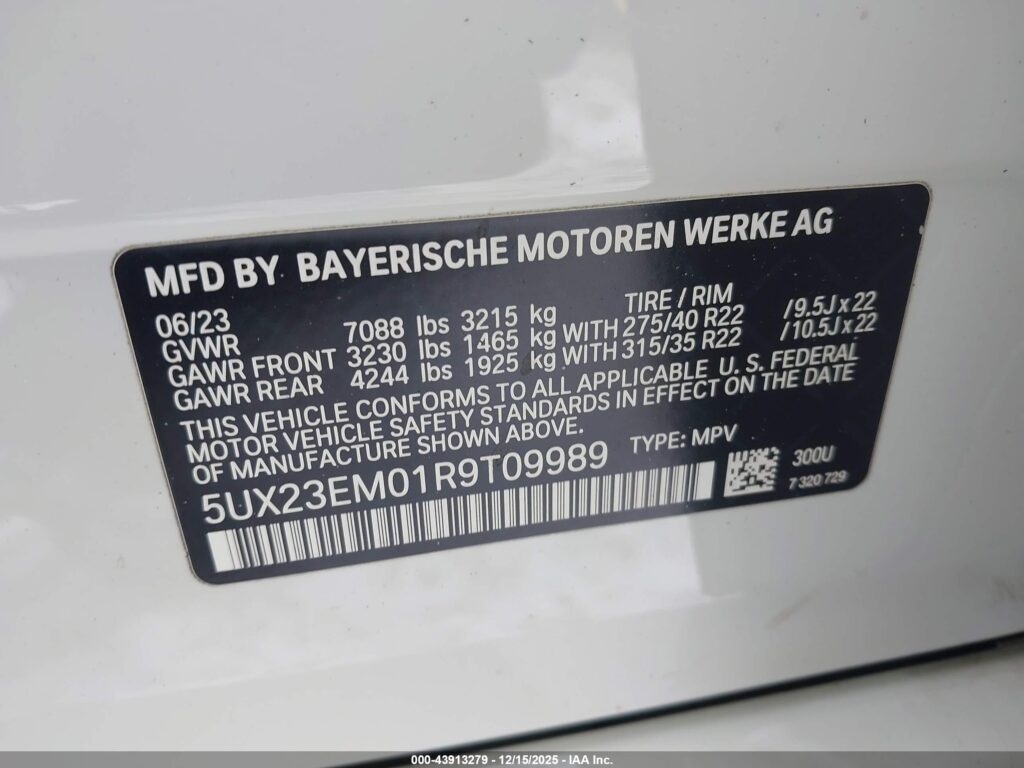 MFD BY BAYERISCHE MOTOREN WERKE AG
06/23 TIRE / RIM
GVWR 7088 lbs 3215 kg
GAWR FRONT 3230 lbs 1465 kg WITH 275/40 R22 /9.5J x 22
GAWR REAR 4244 lbs 1925 kg WITH 315/35 R22 /10.5J x 22
THIS VEHICLE CONFORMS TO ALL APPLICABLE U. S. FEDERAL
MOTOR VEHICLE SAFETY STANDARDS IN EFFECT ON THE DATE
OF MANUFACTURE SHOWN ABOVE.
5UX23EM01R9T09989 TYPE: MPV
300U
7 320 729
000-43913279 - 12/15/2025 - IAA Inc.